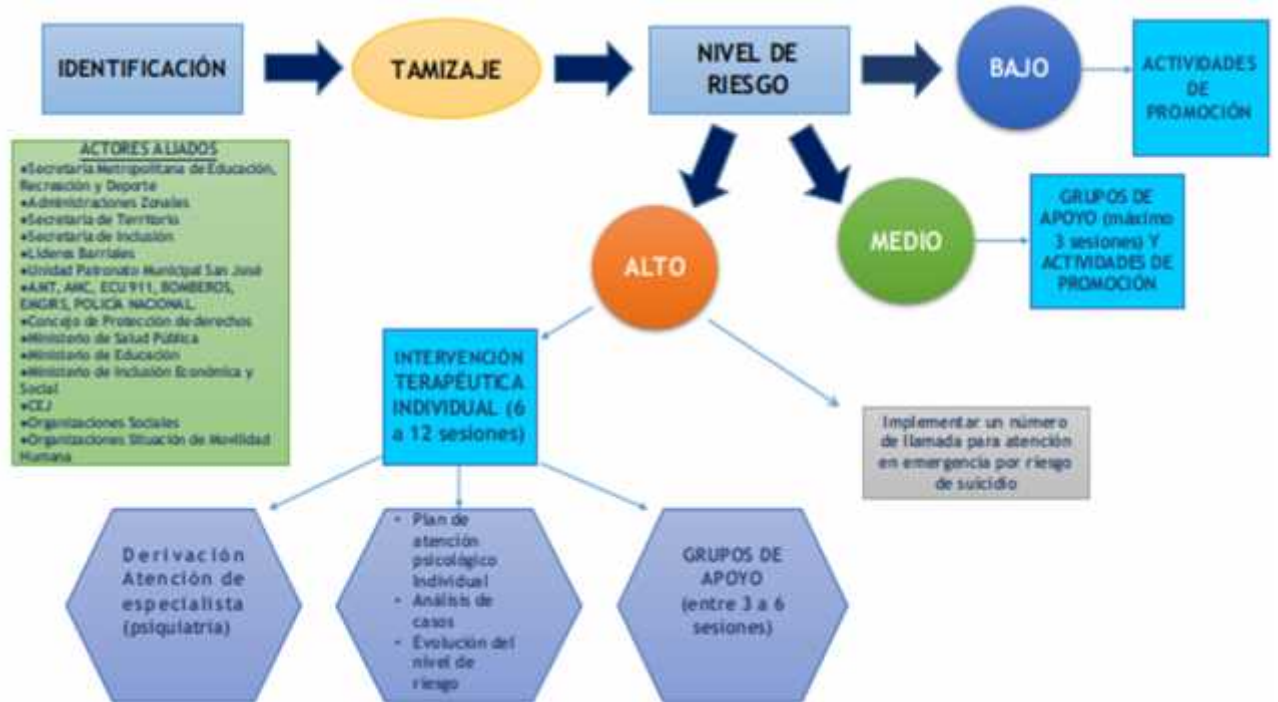 IDENTIFICACIÓN
TAMIZAJE
NIVEL DE
RIESGO
BAJO
ACTIVIDADES
DE
PROMOCIÓN
ACTORES ALIADOS
•Secretaría Metropolitana de Educación,
Recreación y Deporte
•Administraciones Zonales
•Secretaría de Territorio
•Secretaría de Inclusión
•Líderes Barriales
•Unidad Patronato Municipal San José
•AMT, AMC, ECU 911, BOMBEROS,
EMGIRS, POLICÍA NACIONAL
•Concejo de Protección de derechos
•Ministerio de Salud Pública
•Ministerio de Educación
•Ministerio de Inclusión Económica y
Social
•CEJ
•Organizaciones Sociales
•Organizaciones Situación de Movilidad
Humana
ALTO
MEDIO
GRUPOS DE
APOYO (máximo
3 sesiones) Y
ACTIVIDADES DE
PROMOCIÓN
INTERVENCIÓN
TERAPÉUTICA
INDIVIDUAL (6
a 12 sesiones)
Implementar un número
de llamada para atención
en emergencia por riesgo
de suicidio
Derivación
Atención de
especialista
(psiquiatría)
• Plan de
atención
psicológico
Individual
• Análisis de
casos
• Evolución del
nivel de
riesgo
GRUPOS DE
APOYO
(entre 3 a 6
sesiones)